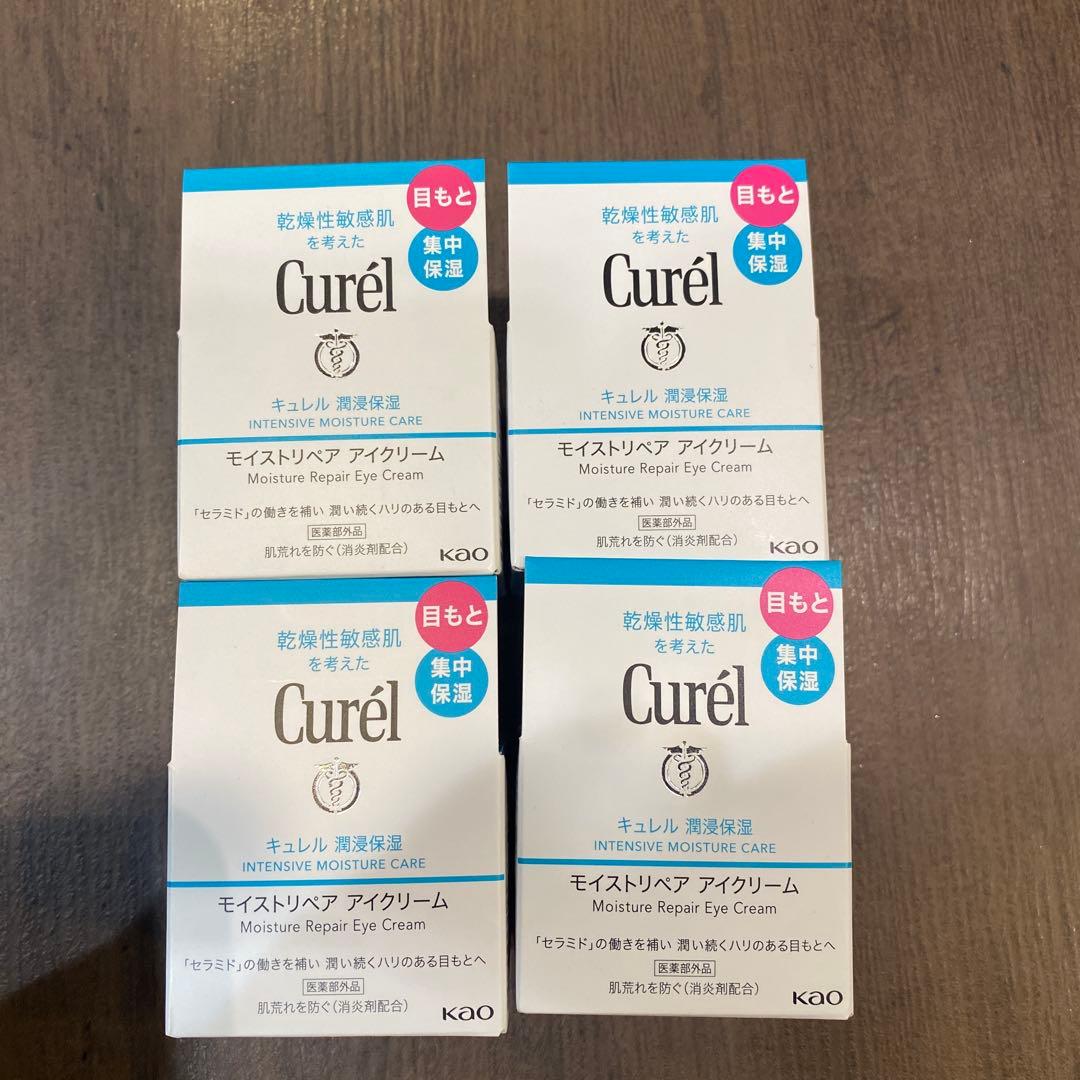 乾燥性敏感肌
を考えた
Curél
目もと
集中
保湿
キュレル 潤浸保湿
INTENSIVE MOISTURE CARE
モイストリペア アイクリーム
Moisture Repair Eye Cream
「セラミド」の働きを補い 潤い続くハリのある目もとへ
医薬部外品
肌荒れを防ぐ(消炎剤配合)
Kao
乾燥性敏感肌
を考えた
Curél
目もと
集中
保湿
キュレル 潤浸保湿
INTENSIVE MOISTURE CARE
モイストリペア アイクリーム
Moisture Repair Eye Cream
「セラミド」の働きを補い 潤い続くハリのある目もとへ
医薬部外品
肌荒れを防ぐ(消炎剤配合)
Kao
乾燥性敏感肌
を考えた
Curél
目もと
集中
保湿
キュレル 潤浸保湿
INTENSIVE MOISTURE CARE
モイストリペア アイクリーム
Moisture Repair Eye Cream
「セラミド」の働きを補い 潤い続くハリのある目もとへ
医薬部外品
肌荒れを防ぐ(消炎剤配合)
Kao
乾燥性敏感肌
を考えた
Curél
目もと
集中
保湿
キュレル 潤浸保湿
INTENSIVE MOISTURE CARE
モイストリペア アイクリーム
Moisture Repair Eye Cream
「セラミド」の働きを補い 潤い続くハリのある目もとへ
医薬部外品
肌荒れを防ぐ(消炎剤配合)
Kao